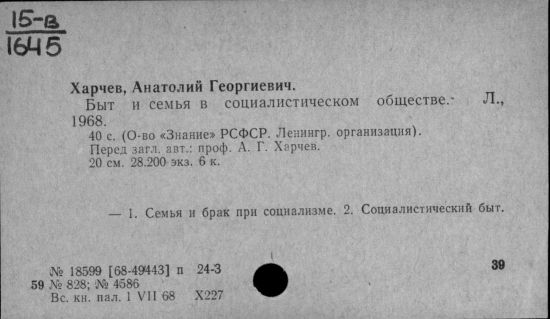 15-в
1645
Харчев, Анатолий Георгиевич.
Быт и семья в социалистическом обществе.- Л.,
1968.
40 с. (О-во «Знание» РСФСР. Ленингр. организация).
Перед загл. авт.: проф. А. Г. Харчев.
20 см. 28.200 экз. 6 к.
— 1. Семья и брак при социализме. 2. Социалистический быт.
№ 18599 [68-49443] п 24-3 39
59 № 828; № 4586
Вс. кн. пал. 1 VII 68 Х227